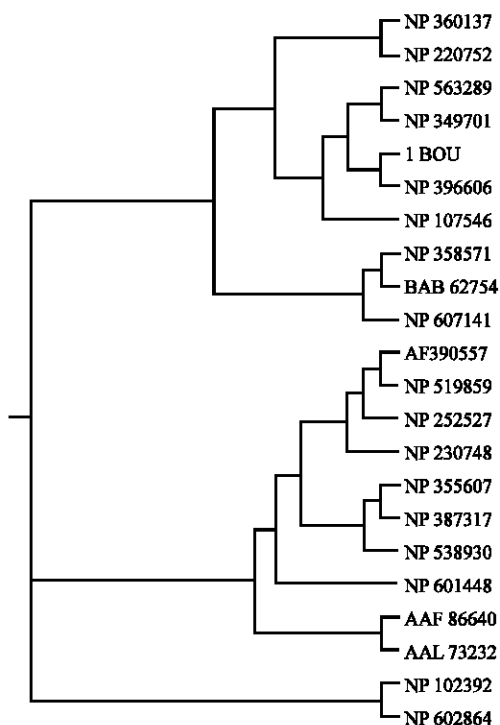 NP 360137
NP 220752
NP 563289
NP 349701
1 BOU
NP 396606
NP 107546
NP 358571
BAB 62754
NP 607141
AF390557
NP 519859
NP 252527
NP 230748
NP 355607
NP 387317
NP 538930
NP 601448
AAF 86640
AAL 73232
NP 102392
NP 602864